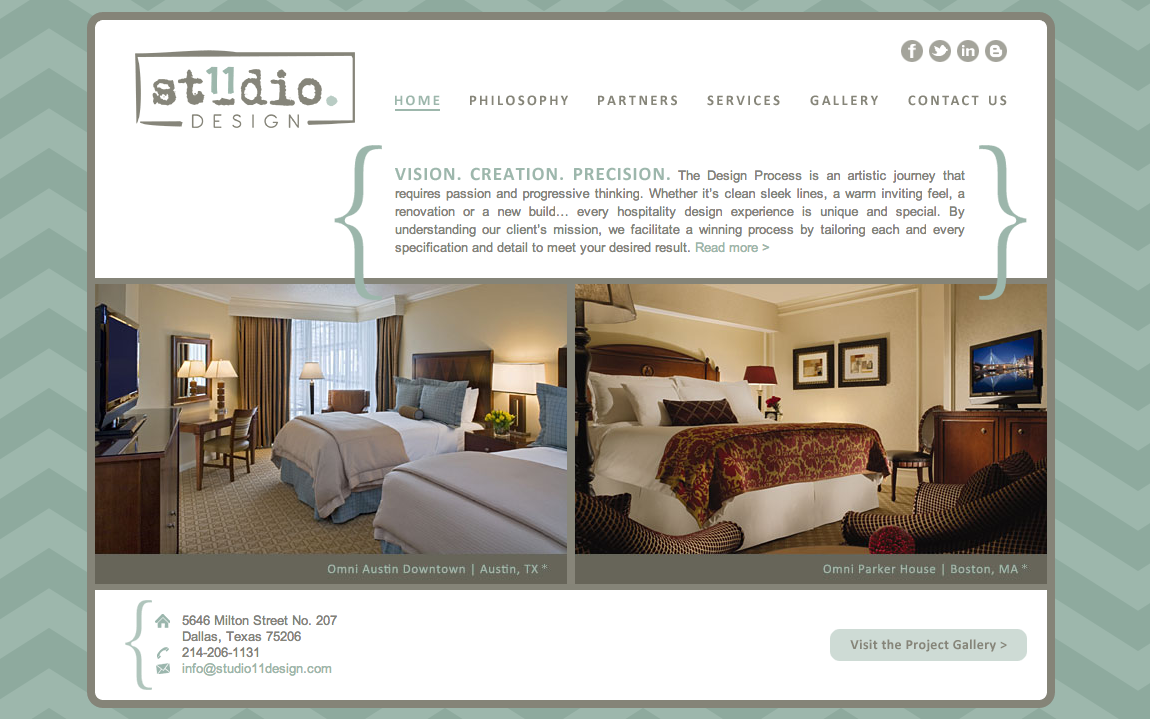 st11dio.
DESIGN
HOME PHILOSOPHY PARTNERS SERVICES GALLERY CONTACT US
VISION. CREATION. PRECISION. The Design Process is an artistic journey that
requires passion and progressive thinking. Whether it's clean sleek lines, a warm inviting feel, a
renovation or a new build... every hospitality design experience is unique and special. By
understanding our client's mission, we facilitate a winning process by tailoring each and every
specification and detail to meet your desired result. Read more >
Omni Austin Downtown | Austin, TX *
Omni Parker House | Boston, MA *
5646 Milton Street No. 207
Dallas, Texas 75206
214-206-1131
info@studio11design.com
Visit the Project Gallery >